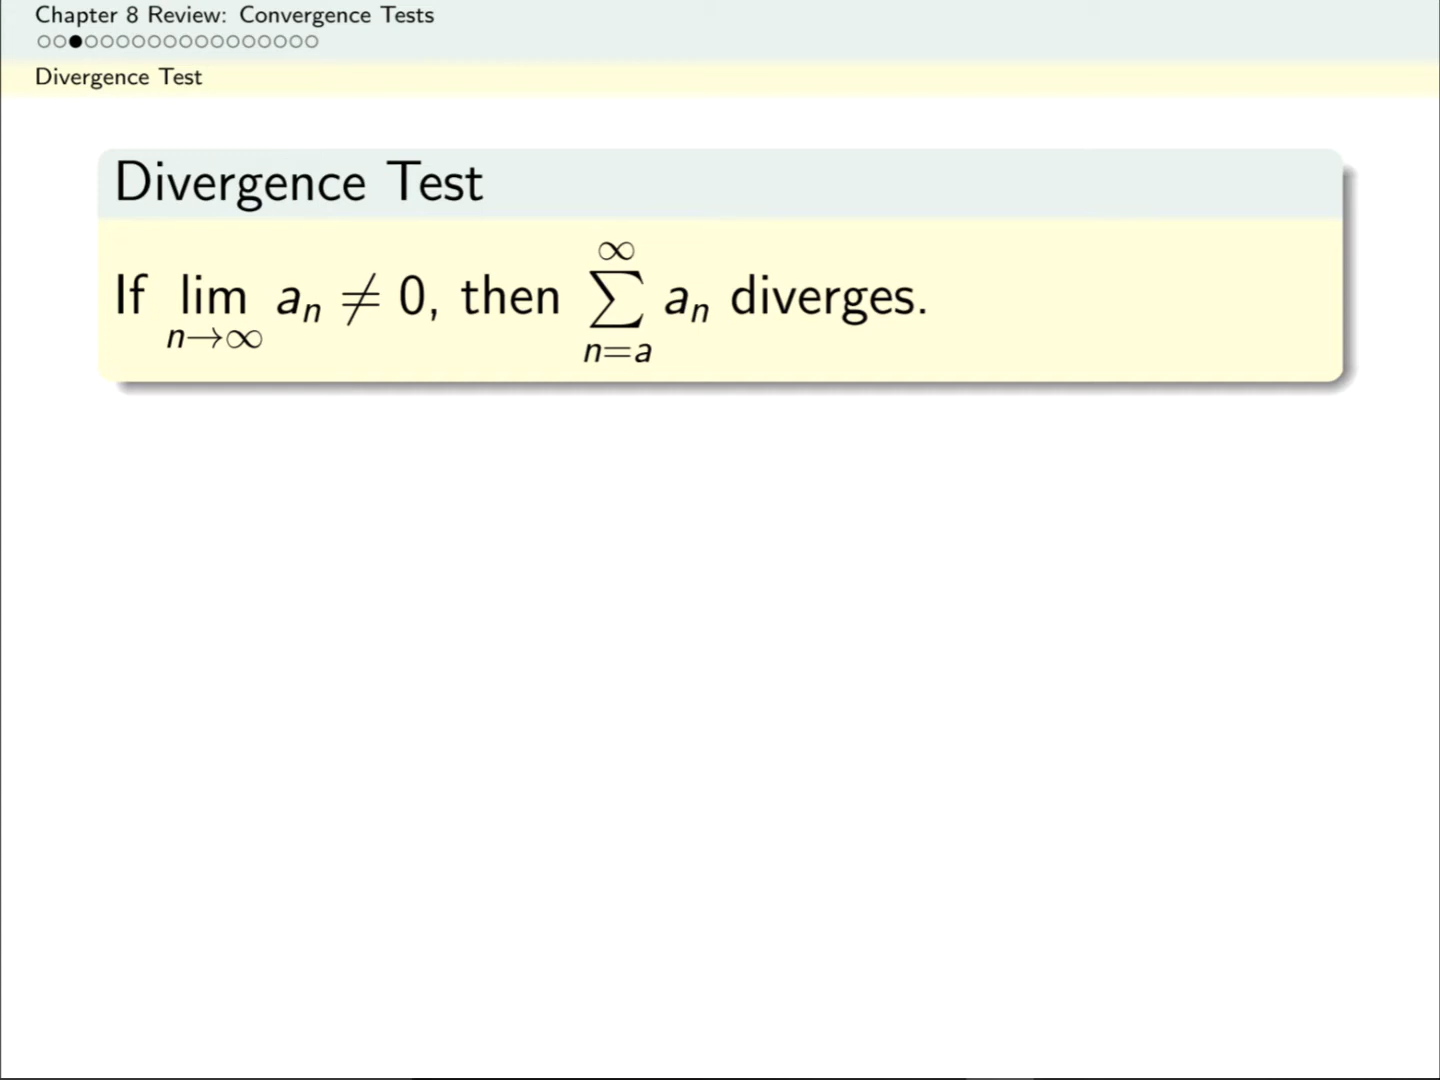 Chapter 8 Review: Convergence Tests
Divergence Test
Divergence Test
If lim_{n→∞} a_n ≠ 0, then ∑_{n=a}^{∞} a_n diverges.